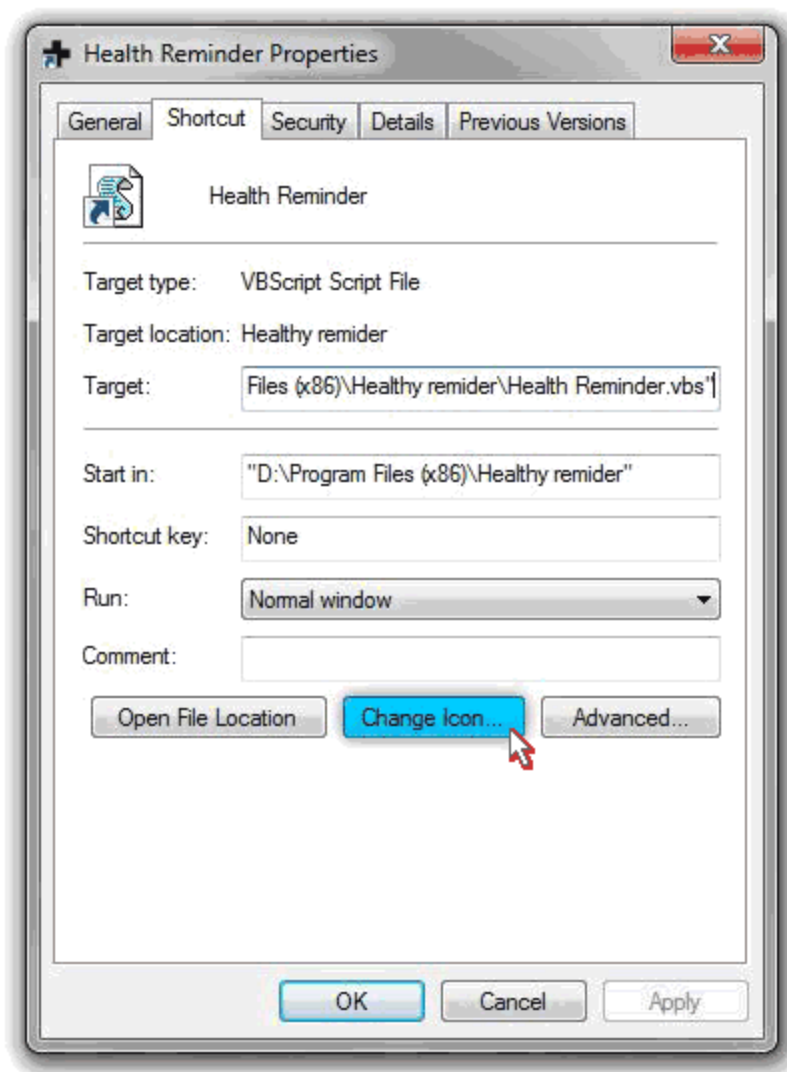 Health Reminder Properties
General Shortcut Security Details Previous Versions
Health Reminder
Target type: VBScript Script File
Target location: Healthy remider
Target: Files (x86)\Healthy remider\Health Reminder.vbs"
Start in: "D:\Program Files (x86)\Healthy remider"
Shortcut key: None
Run: Normal window
Comment:
Open File Location Change Icon... Advanced...
OK Cancel Apply